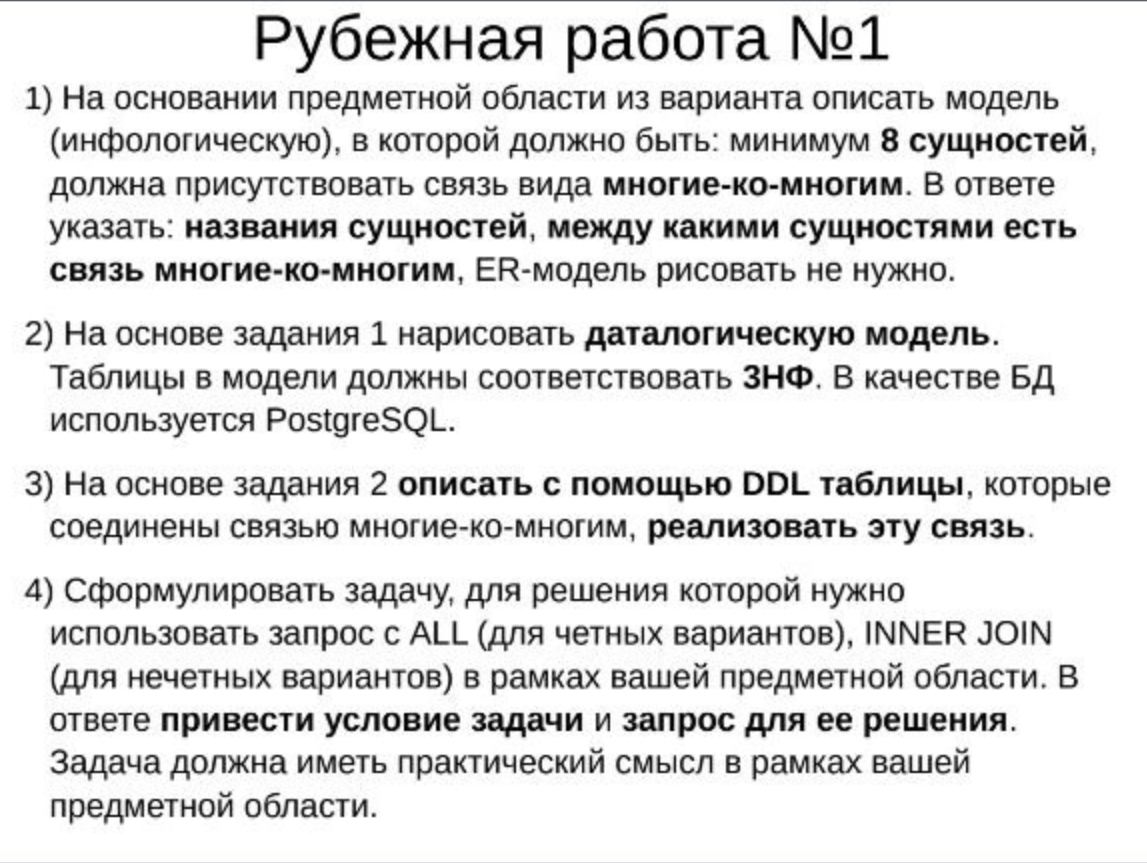 Рубежная работа №1
1) На основании предметной области из варианта описать модель
(инфологическую), в которой должно быть: минимум 8 сущностей,
должна присутствовать связь вида многие-ко-многим. В ответе
указать: названия сущностей, между какими сущностями есть
связь многие-ко-многим, ER-модель рисовать не нужно.
2) На основе задания 1 нарисовать даталогическую модель.
Таблицы в модели должны соответствовать 3НФ. В качестве БД
используется PostgreSQL.
3) На основе задания 2 описать с помощью DDL таблицы, которые
соединены связью многие-ко-многим, реализовать эту связь.
4) Сформулировать задачу, для решения которой нужно
использовать запрос с ALL (для четных вариантов), INNER JOIN
(для нечетных вариантов) в рамках вашей предметной области. В
ответе привести условие задачи и запрос для ее решения.
Задача должна иметь практический смысл в рамках вашей
предметной области.